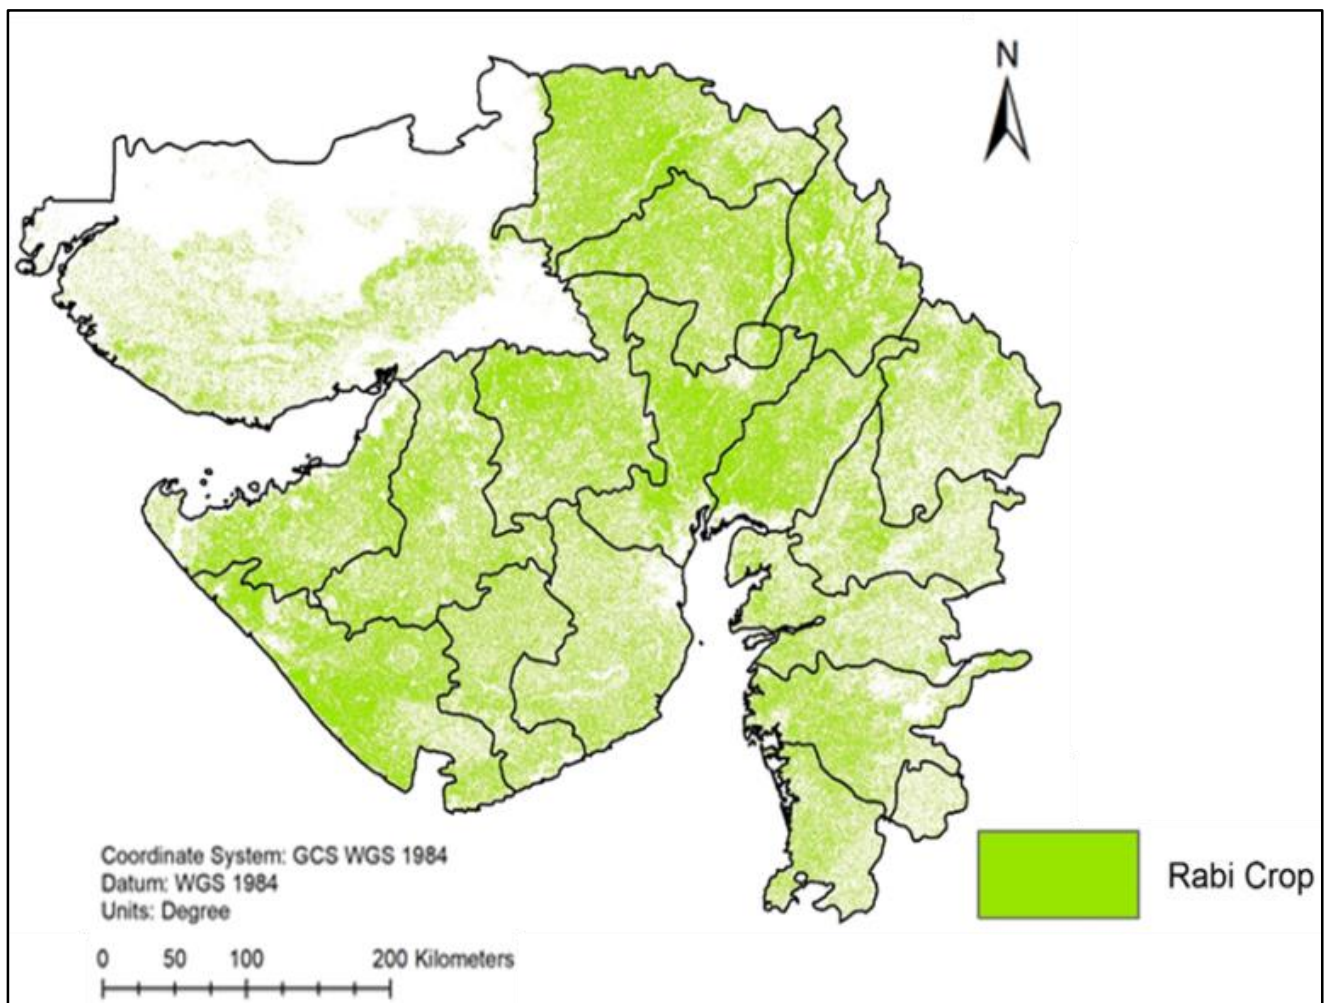 N
Rabi Crop
Coordinate System: GCS WGS 1984
Datum: WGS 1984
Units: Degree
0 50 100 200 Kilometers